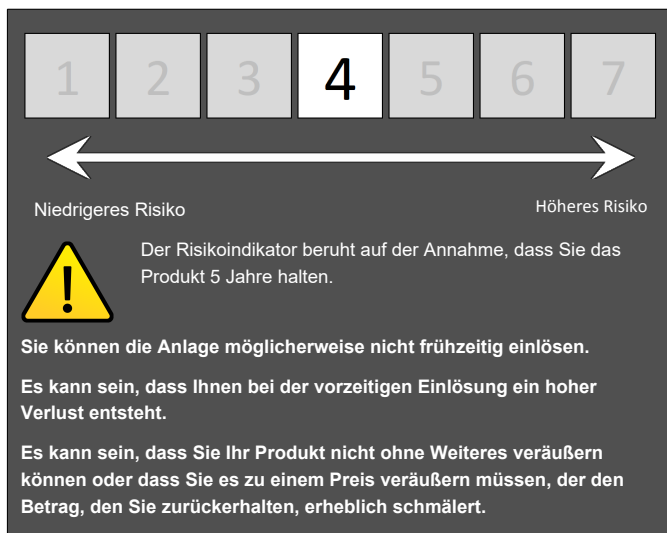 1 2 3 4 5 6 7
Niedrigeres Risiko Höheres Risiko
Der Risikoindikator beruht auf der Annahme, dass Sie das
Produkt 5 Jahre halten.
Sie können die Anlage möglicherweise nicht frühzeitig einlösen.
Es kann sein, dass Ihnen bei der vorzeitigen Einlösung ein hoher
Verlust entsteht.
Es kann sein, dass Sie Ihr Produkt nicht ohne Weiteres veräußern
können oder dass Sie es zu einem Preis veräußern müssen, der den
Betrag, den Sie zurückerhalten, erheblich schmälert.